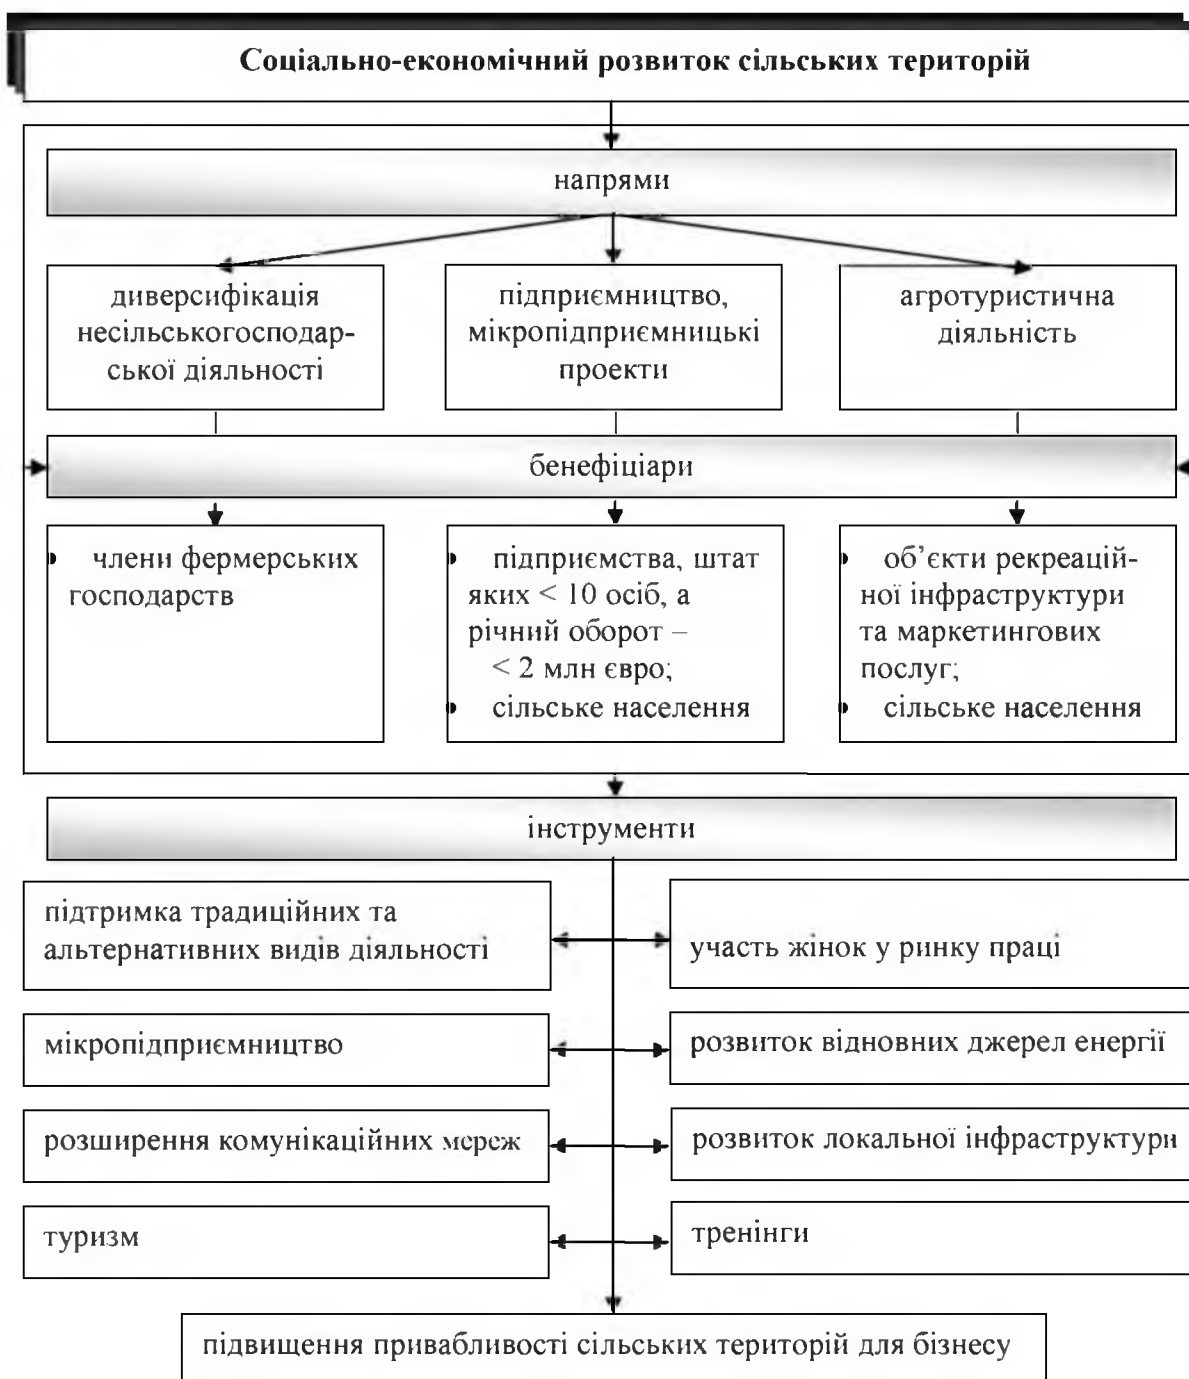 Соціально-економічний розвиток сільських територій
напрями
диверсифікація
несільськогосподар-
ської діяльності
підприємництво,
мікропідприємницькі
проекти
агротуристична
діяльність
бенефіціари
• члени фермерських
господарств
• підприємства, штат
яких < 10 осіб, а
річний оборот –
< 2 млн євро;
• сільське населення
• об’єкти рекреацій-
ної інфраструктури
та маркетингових
послуг;
• сільське населення
інструменти
підтримка традиційних та
альтернативних видів діяльності
участь жінок у ринку праці
мікропідприємництво
розвиток відновних джерел енергії
розширення комунікаційних мереж
розвиток локальної інфраструктури
туризм
тренінги
підвищення привабливості сільських територій для бізнесу